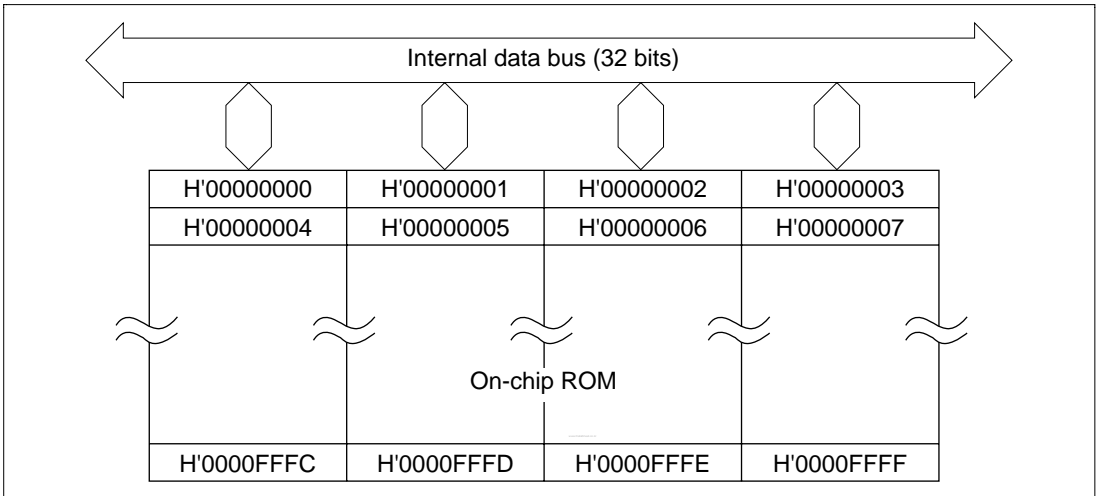 Internal data bus (32 bits)
H'00000000 H'00000001 H'00000002 H'00000003
H'00000004 H'00000005 H'00000006 H'00000007
On-chip ROM
H'0000FFFC H'0000FFFD H'0000FFFE H'0000FFFF